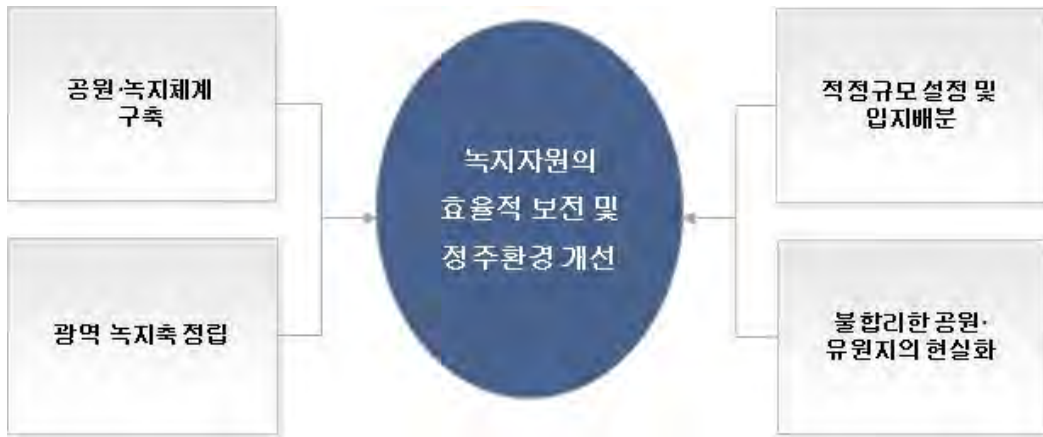 공원·녹지체계
구축
광역 녹지축 정립
녹지자원의
효율적 보전 및
정주환경 개선
적정규모 설정 및
입지배분
불합리한 공원·
유원지의 현실화